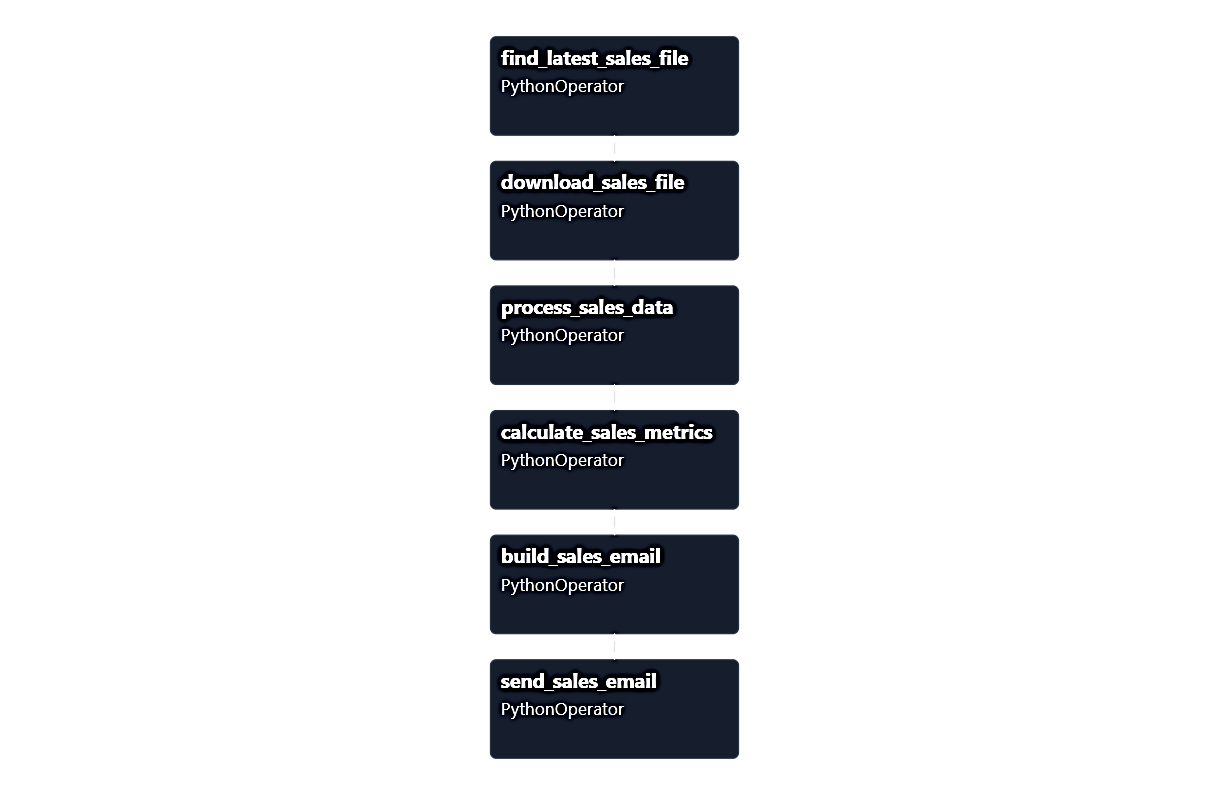 find_latest_sales_file
PythonOperator
download_sales_file
PythonOperator
process_sales_data
PythonOperator
calculate_sales_metrics
PythonOperator
build_sales_email
PythonOperator
send_sales_email
PythonOperator